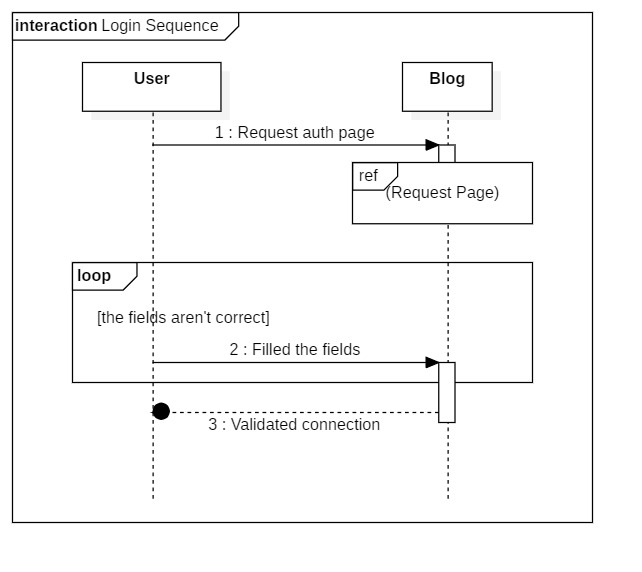 interaction Login Sequence
User
Blog
1 : Request auth page
ref
(Request Page)
loop
[the fields aren't correct]
2 : Filled the fields
3 : Validated connection